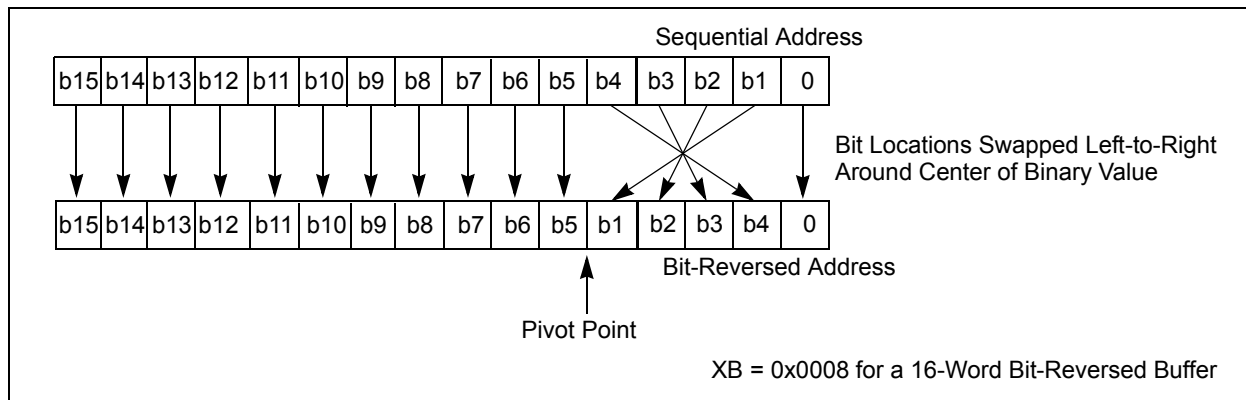 Sequential Address
b15 b14 b13 b12 b11 b10 b9 b8 b7 b6 b5 b4 b3 b2 b1 0
Bit Locations Swapped Left-to-Right
Around Center of Binary Value
b15 b14 b13 b12 b11 b10 b9 b8 b7 b6 b5 b1 b2 b3 b4 0
Bit-Reversed Address
Pivot Point
XB = 0x0008 for a 16-Word Bit-Reversed Buffer